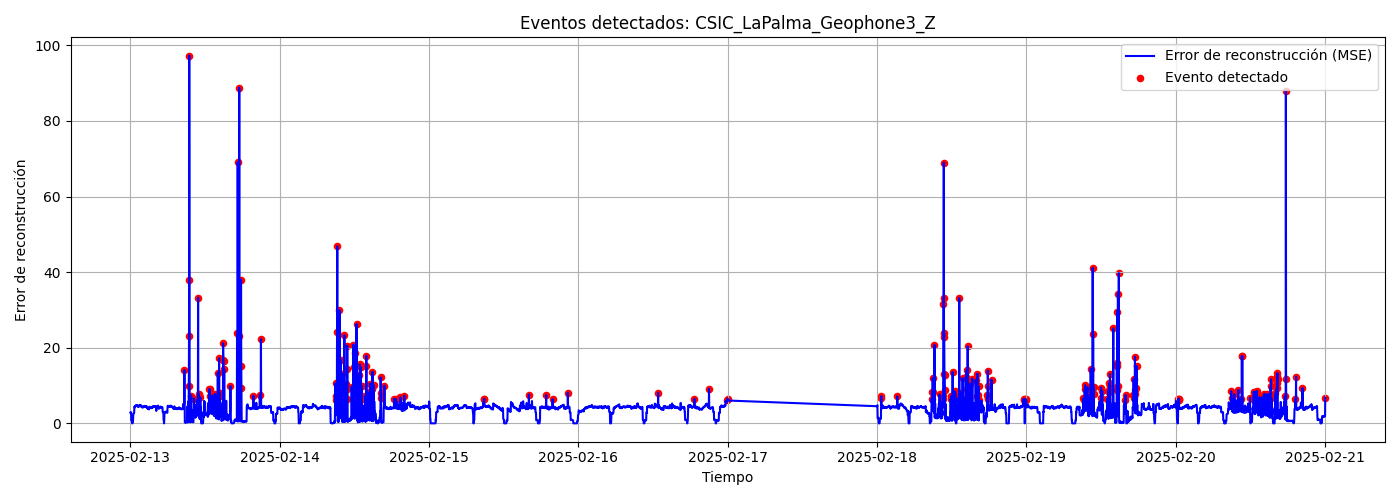 Eventos detectados: CSIC_LaPalma_Geophone3_Z
Error de reconstrucción (MSE)
Evento detectado
Error de reconstrucción
100
80
60
40
20
0
2025-02-13 2025-02-14 2025-02-15 2025-02-16 2025-02-17 2025-02-18 2025-02-19 2025-02-20 2025-02-21
Tiempo